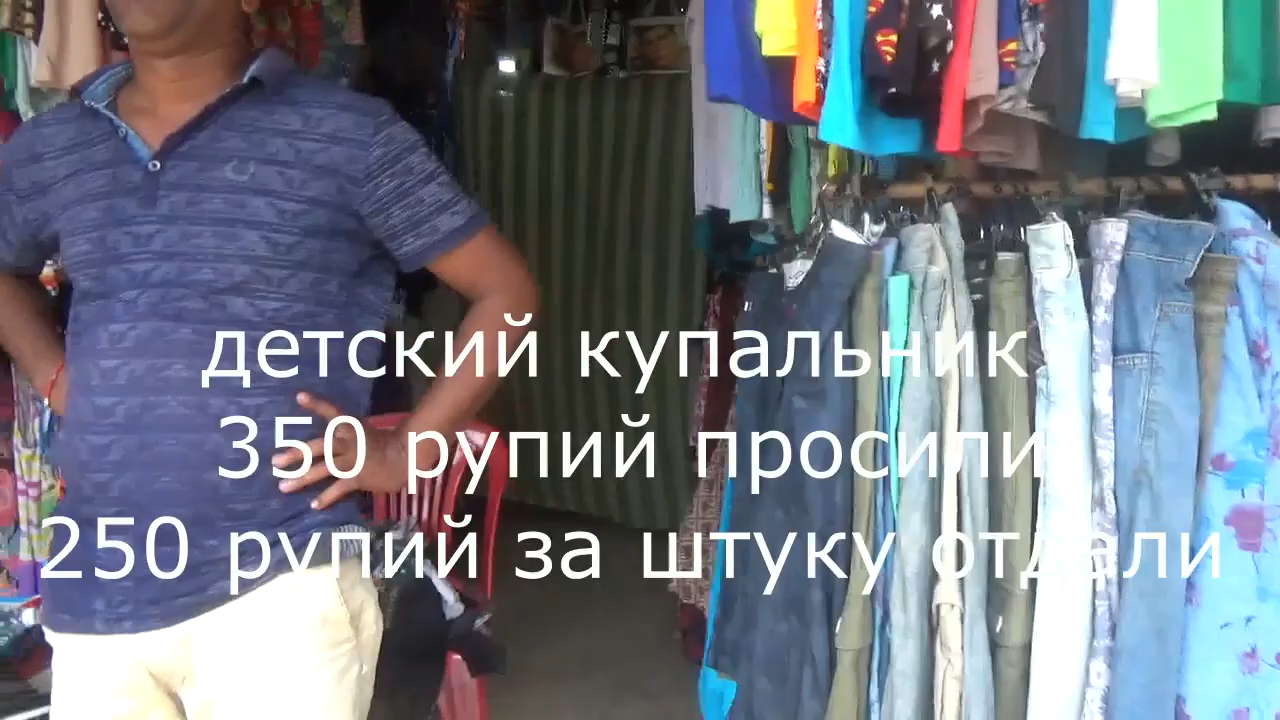 детский купальник
350 рупий просили
250 рупий за штуку отдали